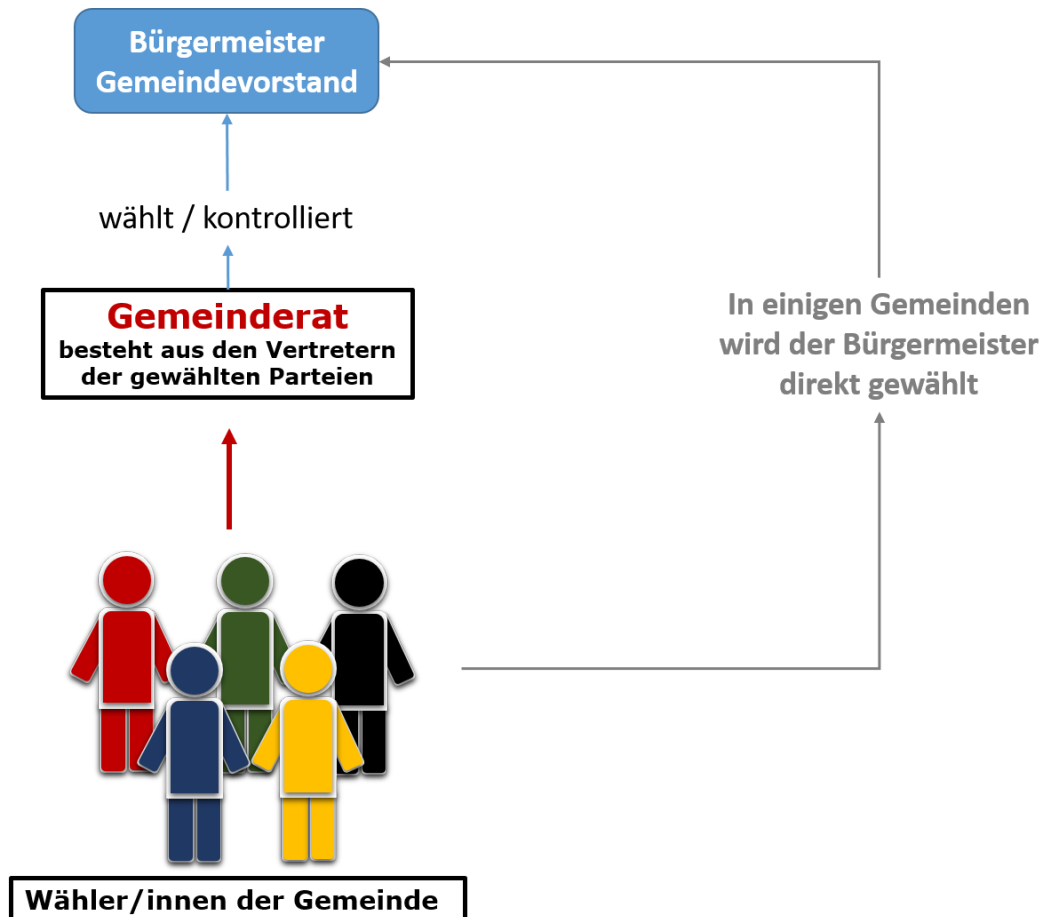 Bürgermeister
Gemeindevorstand
wählt / kontrolliert
Gemeinderat
besteht aus den Vertretern
der gewählten Parteien
In einigen Gemeinden
wird der Bürgermeister
direkt gewählt
Wähler/innen der Gemeinde